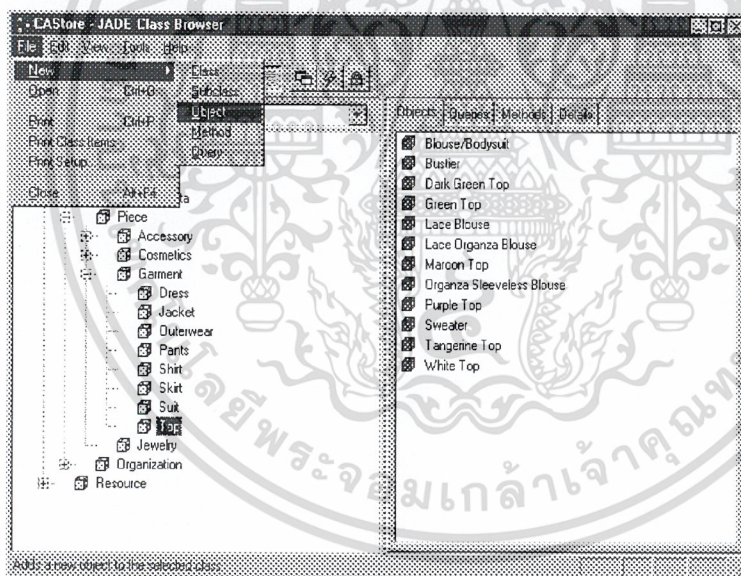 CAStore - JADE Class Browser
File Edit View Tools Help
New
Open Ctrl+O
Print Ctrl+P
Print Class Items
Print Setup...
Close Alt+F4
Class
Subclass
Object
Method
Query
Piece
Accessory
Cosmetics
Garment
Dress
Jacket
Outerwear
Pants
Shirt
Skirt
Suit
Top
Jewelry
Organization
Resource
Objects Queries Methods Details
Blouse/Bodysuit
Bustier
Dark Green Top
Green Top
Lace Blouse
Lace Organza Blouse
Maroon Top
Organza Sleeveless Blouse
Purple Top
Sweater
Tangerine Top
White Top
Adds a new object to the selected class